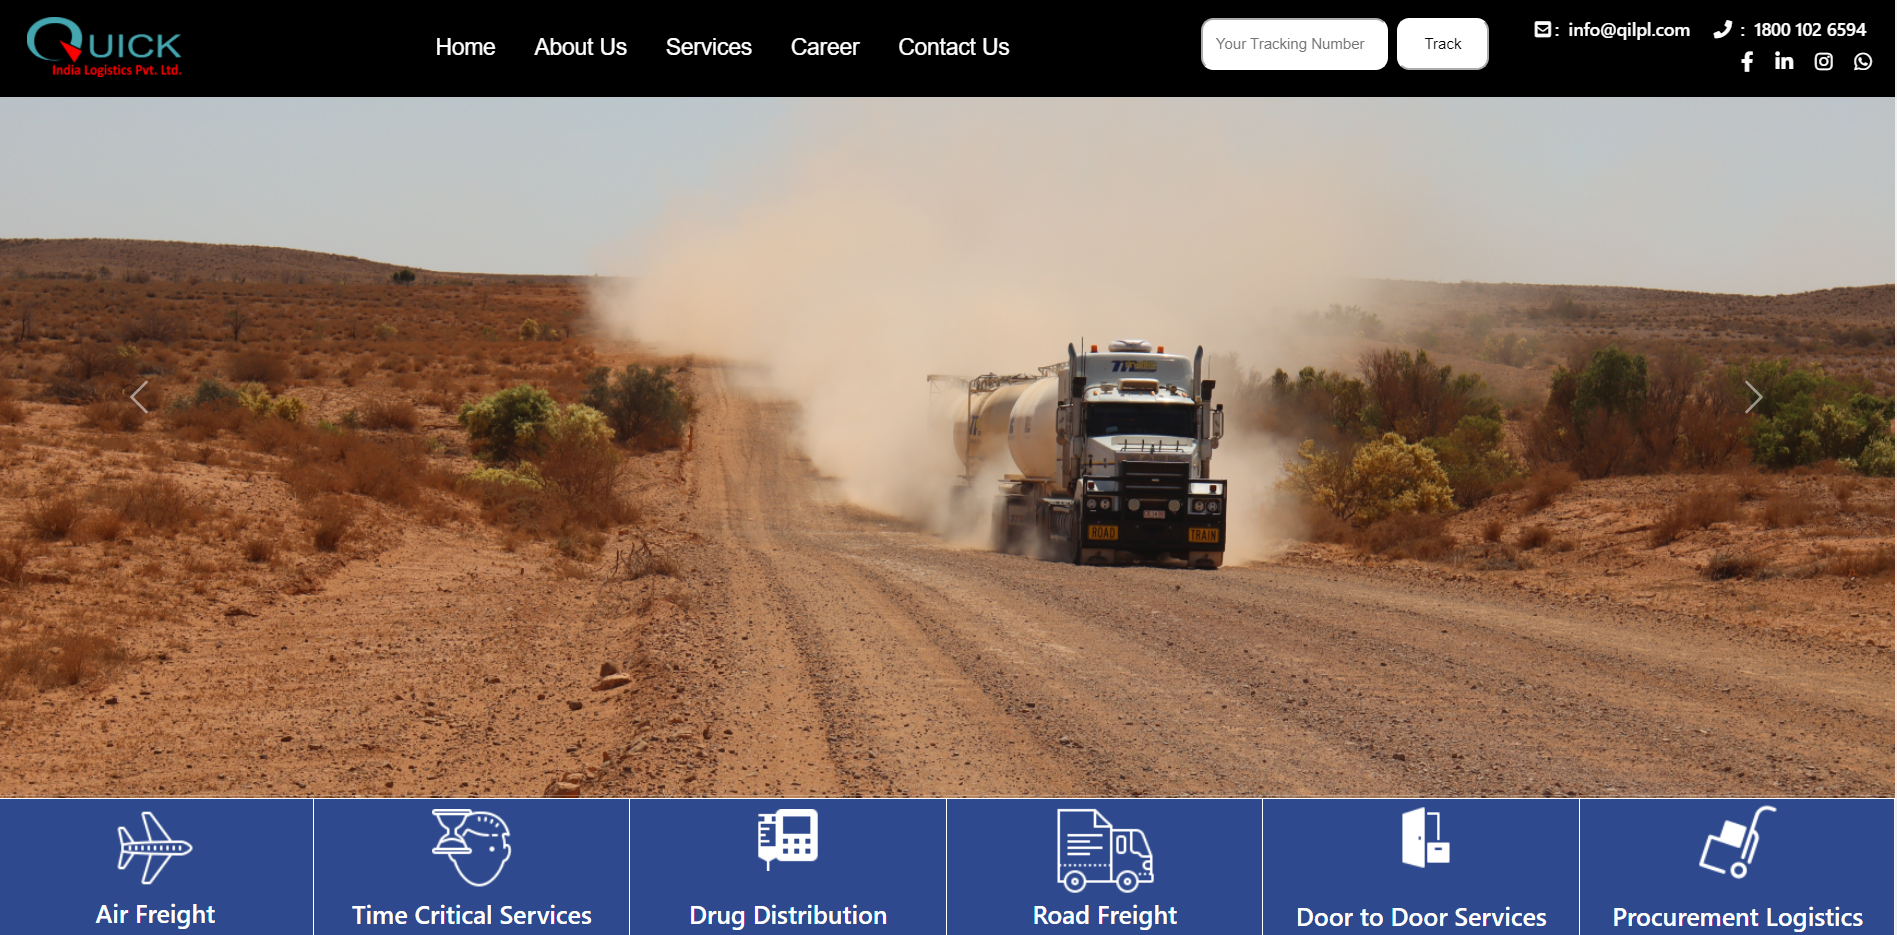 QUICK
India Logistics Pvt. Ltd.
Home About Us Services Career Contact Us
Your Tracking Number Track
: info@qilpl.com : 1800 102 6594
ROAD TRAIN
Air Freight
Time Critical Services
Drug Distribution
Road Freight
Door to Door Services
Procurement Logistics